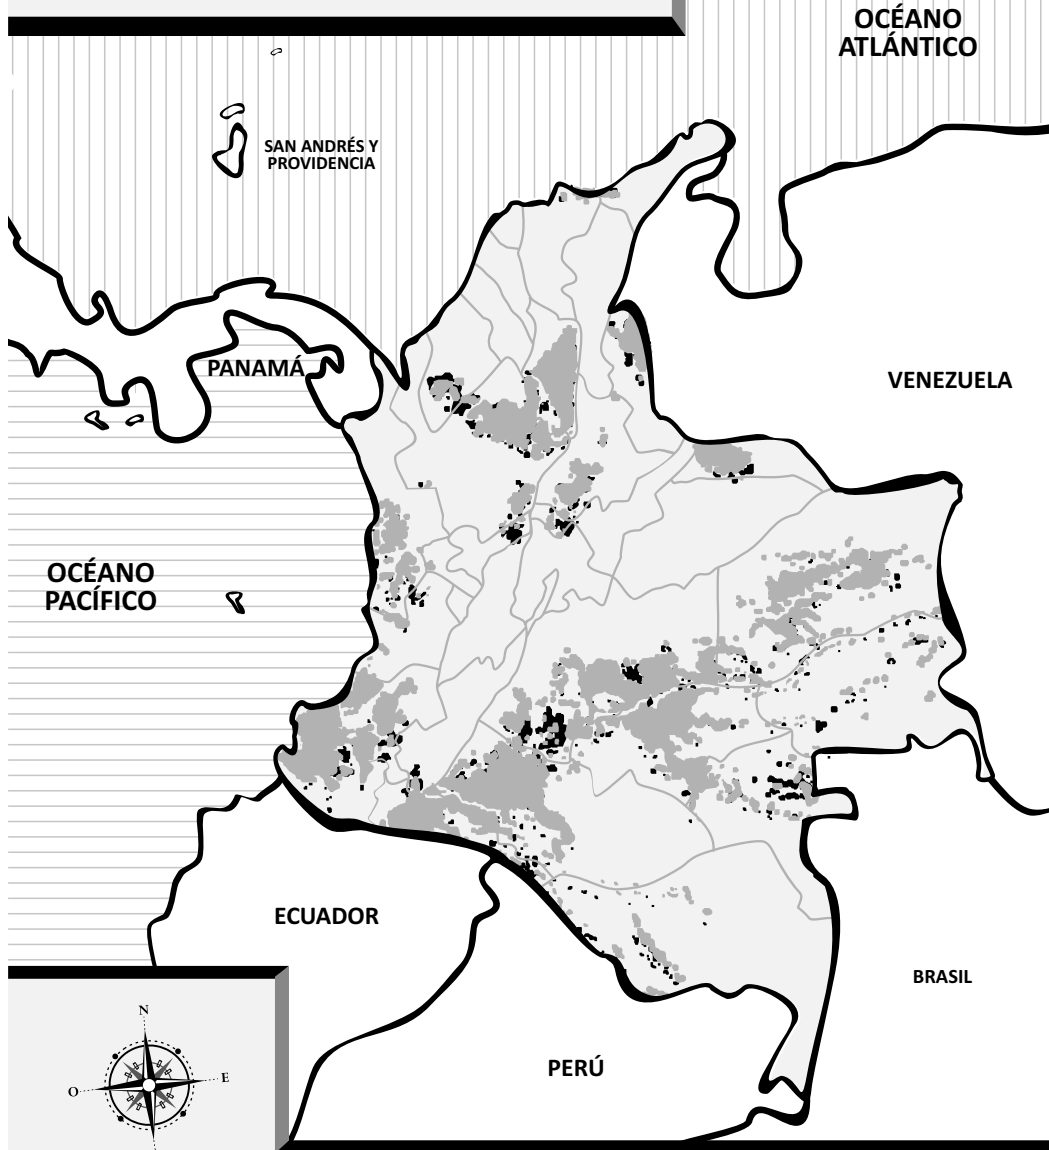 OCÉANO
ATLÁNTICO
SAN ANDRÉS Y
PROVIDENCIA
PANAMÁ
VENEZUELA
OCÉANO
PACÍFICO
ECUADOR
BRASIL
PERÚ
N
O
E